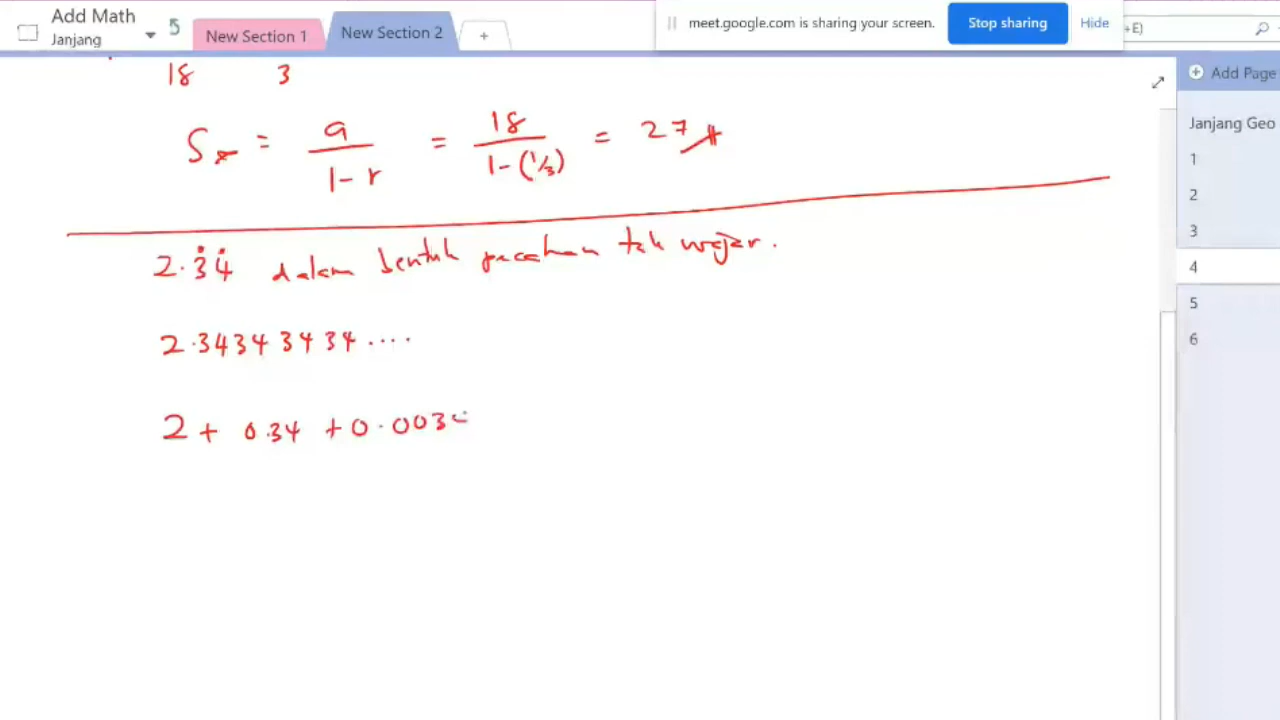 Add Math
Janjang
New Section 1
New Section 2
+
meet.google.com is sharing your screen.
Stop sharing
Hide
+E)
Add Page
Janjang Geo
1
2
3
4
5
6
18 3
S∞ = a/(1-r) = 18/(1-(1/3)) = 27
2.3̇4̇ dalam bentuk pecahan tak wajar.
2.34343434....
2 + 0.34 + 0.003